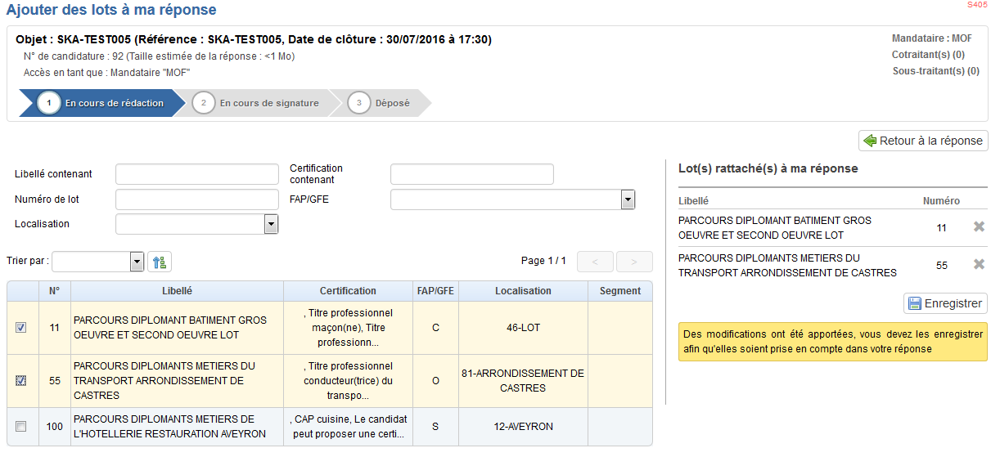 Ajouter des lots à ma réponse
S405
Objet : SKA-TEST005 (Référence : SKA-TEST005, Date de clôture : 30/07/2016 à 17:30)
N° de candidature : 92 (Taille estimée de la réponse : <1 Mo)
Accès en tant que : Mandataire "MOF"
Mandataire : MOF
Cotraitant(s) (0)
Sous-traitant(s) (0)
1 En cours de rédaction
2 En cours de signature
3 Déposé
Retour à la réponse
Libellé contenant
Certification
contenant
Numéro de lot
FAP/GFE
Localisation
Trier par :
Page 1 / 1
<
>
N° Libellé Certification FAP/GFE Localisation Segment
11
PARCOURS DIPLOMANT BATIMENT GROS
OEUVRE ET SECOND OEUVRE LOT
, Titre professionnel
maçon(ne), Titre
professionn...
C
46-LOT
55
PARCOURS DIPLOMANTS METIERS DU
TRANSPORT ARRONDISSEMENT DE
CASTRES
, Titre professionnel
conducteur(trice) du
transpo...
O
81-ARRONDISSEMENT DE
CASTRES
100
PARCOURS DIPLOMANTS METIERS DE
L'HOTELLERIE RESTAURATION AVEYRON
, CAP cuisine, Le candidat
peut proposer une certi...
S
12-AVEYRON
Lot(s) rattaché(s) à ma réponse
Libellé Numéro
PARCOURS DIPLOMANT BATIMENT GROS
OEUVRE ET SECOND OEUVRE LOT
11
PARCOURS DIPLOMANTS METIERS DU
TRANSPORT ARRONDISSEMENT DE CASTRES
55
Enregistrer
Des modifications ont été apportées, vous devez les enregistrer
afin qu'elles soient prise en compte dans votre réponse